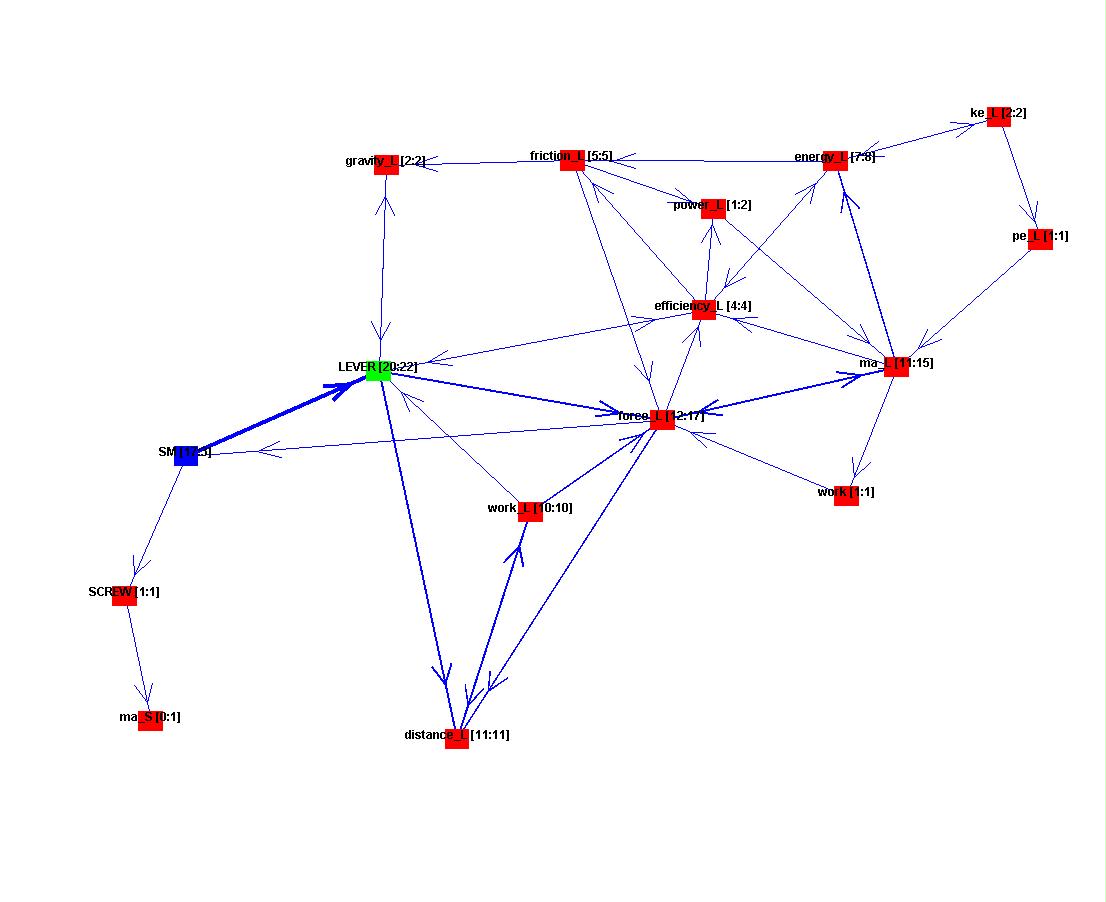 ke_L [2:2]
gravity_L [2:2]
friction_L [5:5]
energy_L [7:8]
power_L [1:2]
pe_L [1:1]
efficiency_L [4:4]
LEVER [20:22]
ma_L [11:15]
force_L [12:17]
SM [17:5]
work [1:1]
work_L [10:10]
SCREW [1:1]
ma_S [0:1]
distance_L [11:11]